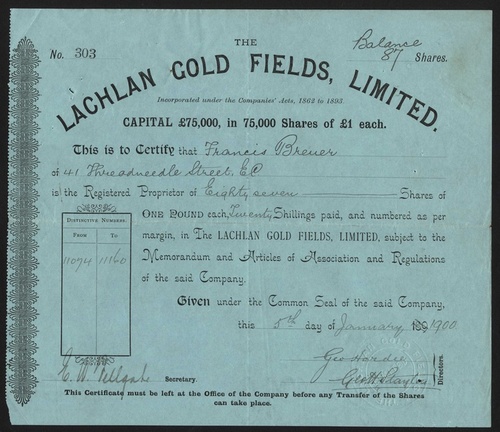 THE
No. 303
Balance
87 Shares.
LACHLAN GOLD FIELDS, LIMITED.
Incorporated under the Companies' Acts, 1862 to 1893.
CAPITAL £75,000, in 75,000 Shares of £1 each.
This is to Certify that Francis Breuer
of 41 Threadneedle Street, E.C
is the Registered Proprietor of Eighty seven Shares of
ONE POUND each, Twenty Shillings paid, and numbered as per
margin, in The LACHLAN GOLD FIELDS, LIMITED, subject to the
Memorandum and Articles of Association and Regulations
of the said Company.
DISTINCTIVE NUMBERS.
FROM TO
11074 11160
Given under the Common Seal of the said Company,
this 5th day of January 1900
Geo Hardie
Geo
Directors.
E. W. Secretary.
This Certificate must be left at the Office of the Company before any Transfer of the Shares
can take place.